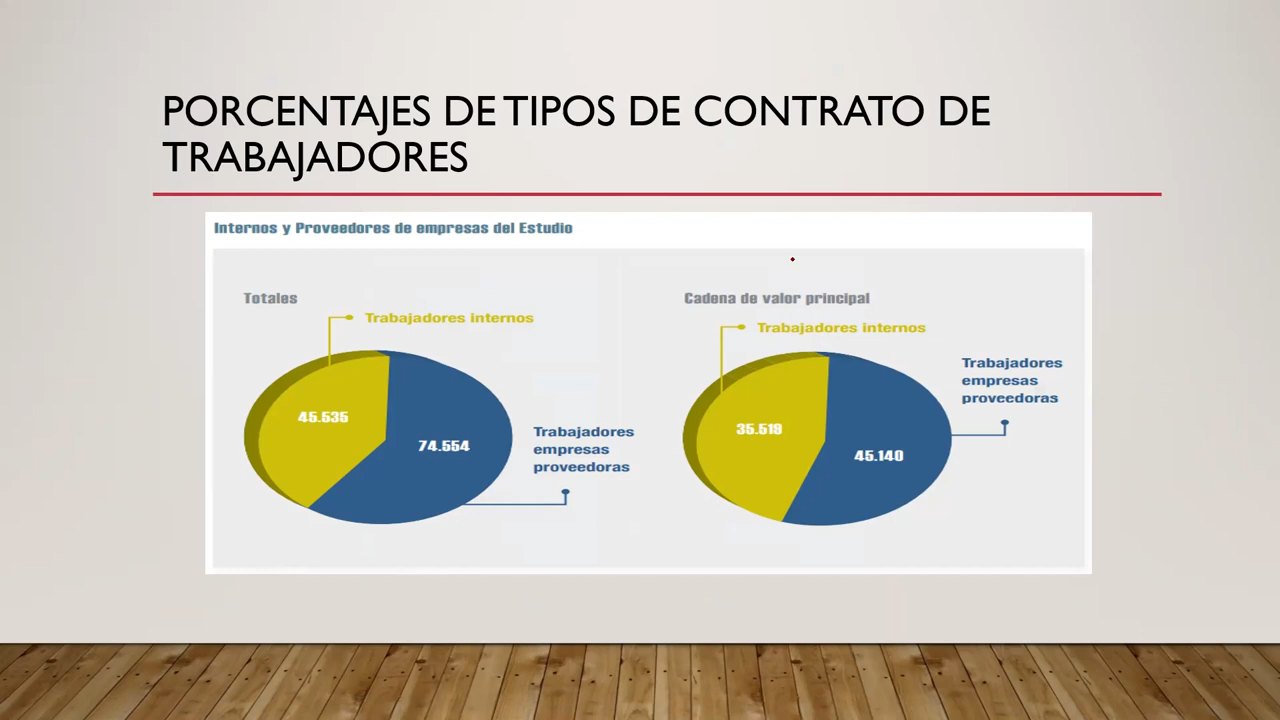 PORCENTAJES DE TIPOS DE CONTRATO DE
TRABAJADORES
Internos y Proveedores de empresas del Estudio
Totales
Trabajadores internos
45.535
74.554
Trabajadores
empresas
proveedoras
Cadena de valor principal
Trabajadores internos
35.519
45.140
Trabajadores
empresas
proveedoras